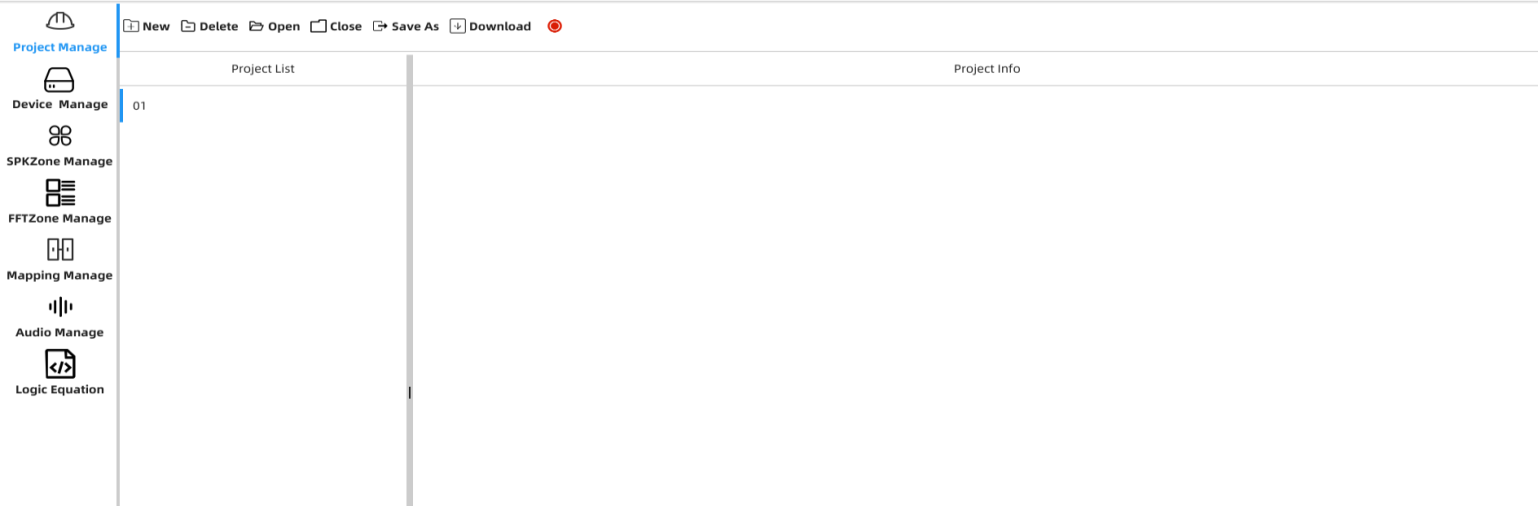 New Delete Open Close Save As Download
Project Manage
Project List Project Info
01
Device Manage
SPKZone Manage
FFTZone Manage
Mapping Manage
Audio Manage
Logic Equation